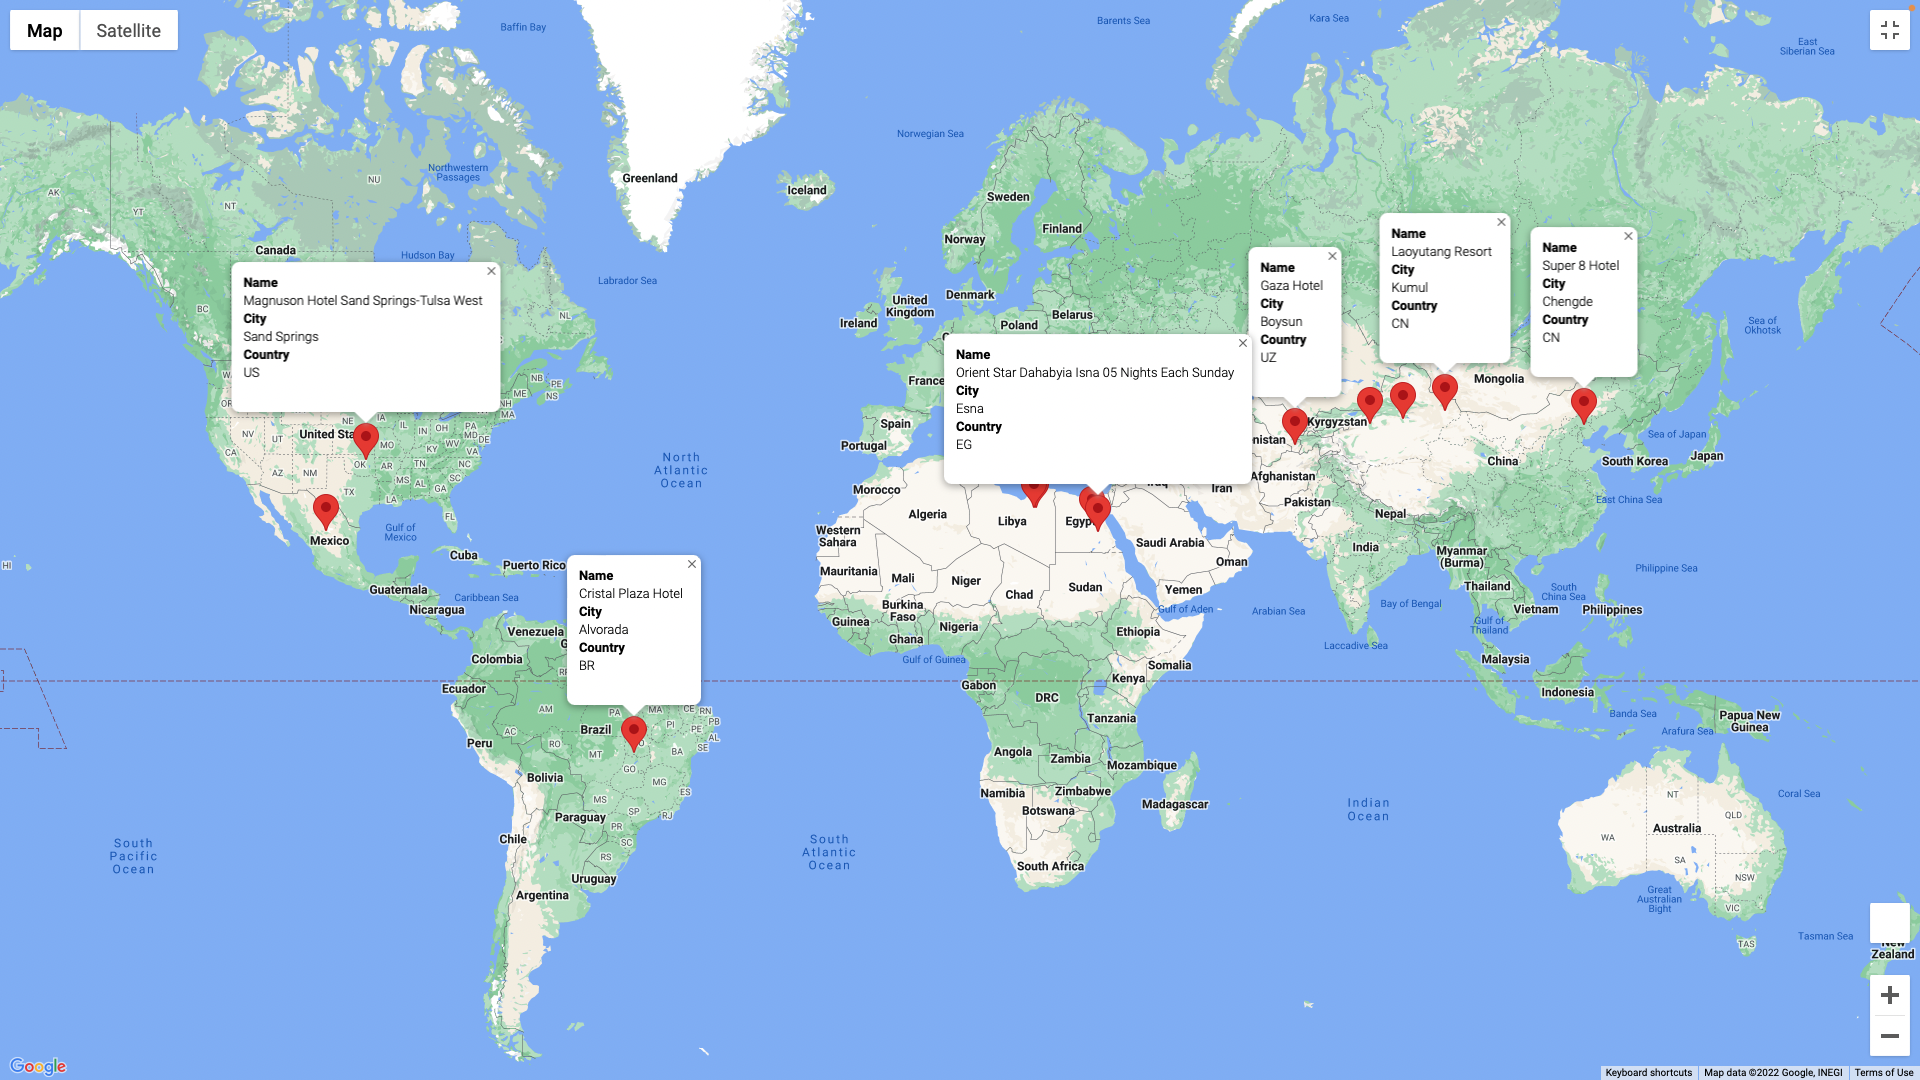 Map
Satellite
Baffin Bay
Barents Sea
Kara Sea
East
Siberian Sea
Norwegian Sea
Northwestern
Passages
Greenland
NU
Iceland
AK
NT
YT
Sweden
Finland
Norway
Canada
Hudson Bay
Labrador Sea
BC
Name
Magnuson Hotel Sand Springs-Tulsa West
City
Sand Springs
Country
US
Name
Laoyutang Resort
City
Kumul
Country
CN
Name
Super 8 Hotel
City
Chengde
Country
CN
Name
Gaza Hotel
City
Boysun
Country
UZ
Denmark
United
Kingdom
Ireland
Belarus
Poland
Sea of
Okhotsk
Name
Orient Star Dahabyia Isna 05 Nights Each Sunday
City
Esna
Country
EG
France
Mongolia
NB
PE
NS
ME
NH
MA
OR
NV
UT
CA
AZ
NM
United Sta
NE
IA
IL
IN
OH
PA
MD
DE
MO
KY
WV
VA
OK
AR
TN
NC
SC
MS
AL
GA
TX
LA
FL
Spain
Portugal
Kyrgyzstan
nistan
Sea of Japan
Japan
South Korea
China
Afghanistan
Iraq
Iran
Pakistan
Nepal
East China Sea
North
Atlantic
Ocean
Morocco
Algeria
Libya
Egypt
Western
Sahara
Gulf of
Mexico
Mexico
HI
Cuba
Puerto Rico
Saudi Arabia
India
Myanmar
(Burma)
Oman
Mauritania
Mali
Niger
Chad
Sudan
Yemen
Thailand
Philippine Sea
South
China Sea
Guatemala
Caribbean Sea
Nicaragua
Burkina
Faso
Gulf of Aden
Arabian Sea
Bay of Bengal
Vietnam
Philippines
Guinea
Ghana
Nigeria
Ethiopia
Gulf of
Thailand
Name
Cristal Plaza Hotel
City
Alvorada
Country
BR
Venezuela
Colombia
Gulf of Guinea
Somalia
Laccadive Sea
Malaysia
Ecuador
Gabon
Kenya
DRC
Indonesia
AM
PA
MA
CE
RN
PB
PI
PE
AL
SE
AC
RO
Brazil
BA
MT
GO
Tanzania
Banda Sea
Papua New
Guinea
Arafura Sea
Peru
Angola
Zambia
Mozambique
Bolivia
MG
ES
MS
SP
RJ
Namibia
Zimbabwe
Botswana
Madagascar
Indian
Ocean
NT
Coral Sea
QLD
Paraguay
PR
SC
RS
Chile
South
Pacific
Ocean
South
Atlantic
Ocean
Australia
WA
SA
NSW
South Africa
Uruguay
Argentina
Great
Australian
Bight
VIC
Tasman Sea
TAS
New
Zealand
Google
Keyboard shortcuts
Map data ©2022 Google, INEGI
Terms of Use